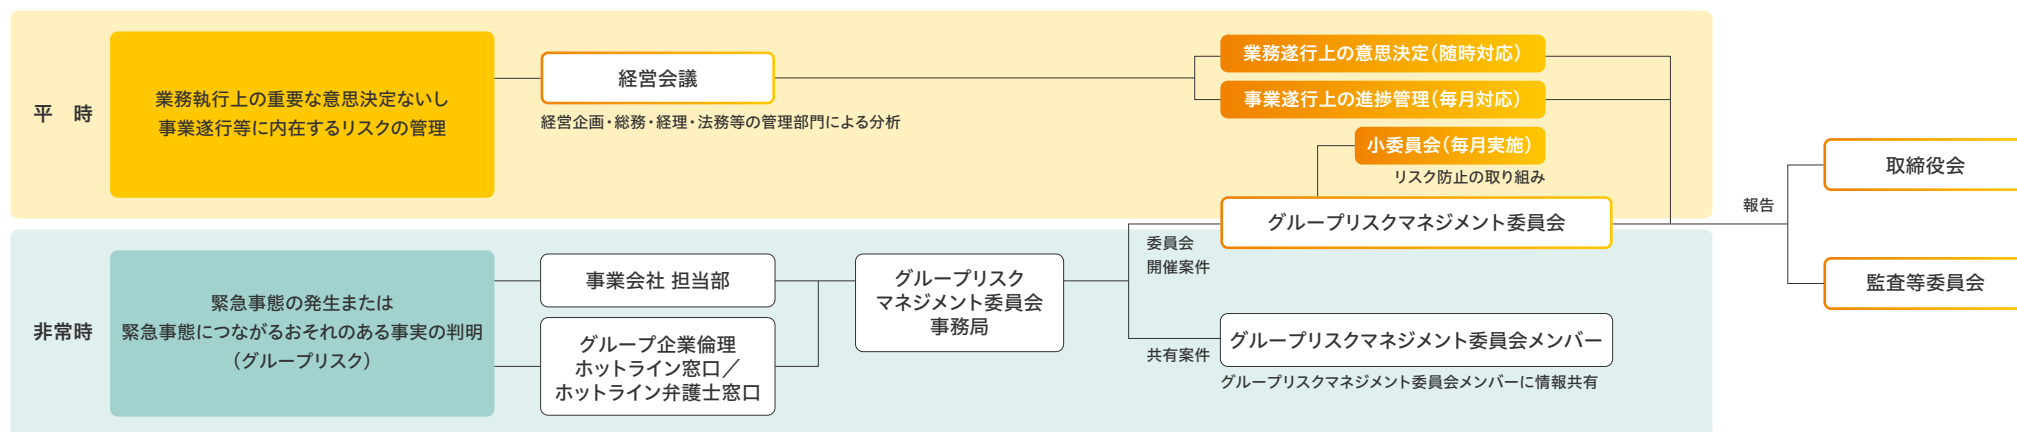 平　時
業務執行上の重要な意思決定ないし
事業遂行等に内在するリスクの管理
経営会議
経営企画・総務・経理・法務等の管理部門による分析
業務遂行上の意思決定（随時対応）
事業遂行上の進捗管理（毎月対応）
小委員会（毎月実施）
リスク防止の取り組み
グループリスクマネジメント委員会
報告
取締役会
監査等委員会
非常時
緊急事態の発生または
緊急事態につながるおそれのある事実の判明
（グループリスク）
事業会社 担当部
グループ企業倫理
ホットライン窓口／
ホットライン弁護士窓口
グループリスク
マネジメント委員会
事務局
委員会
開催案件
共有案件
グループリスクマネジメント委員会メンバー
グループリスクマネジメント委員会メンバーに情報共有